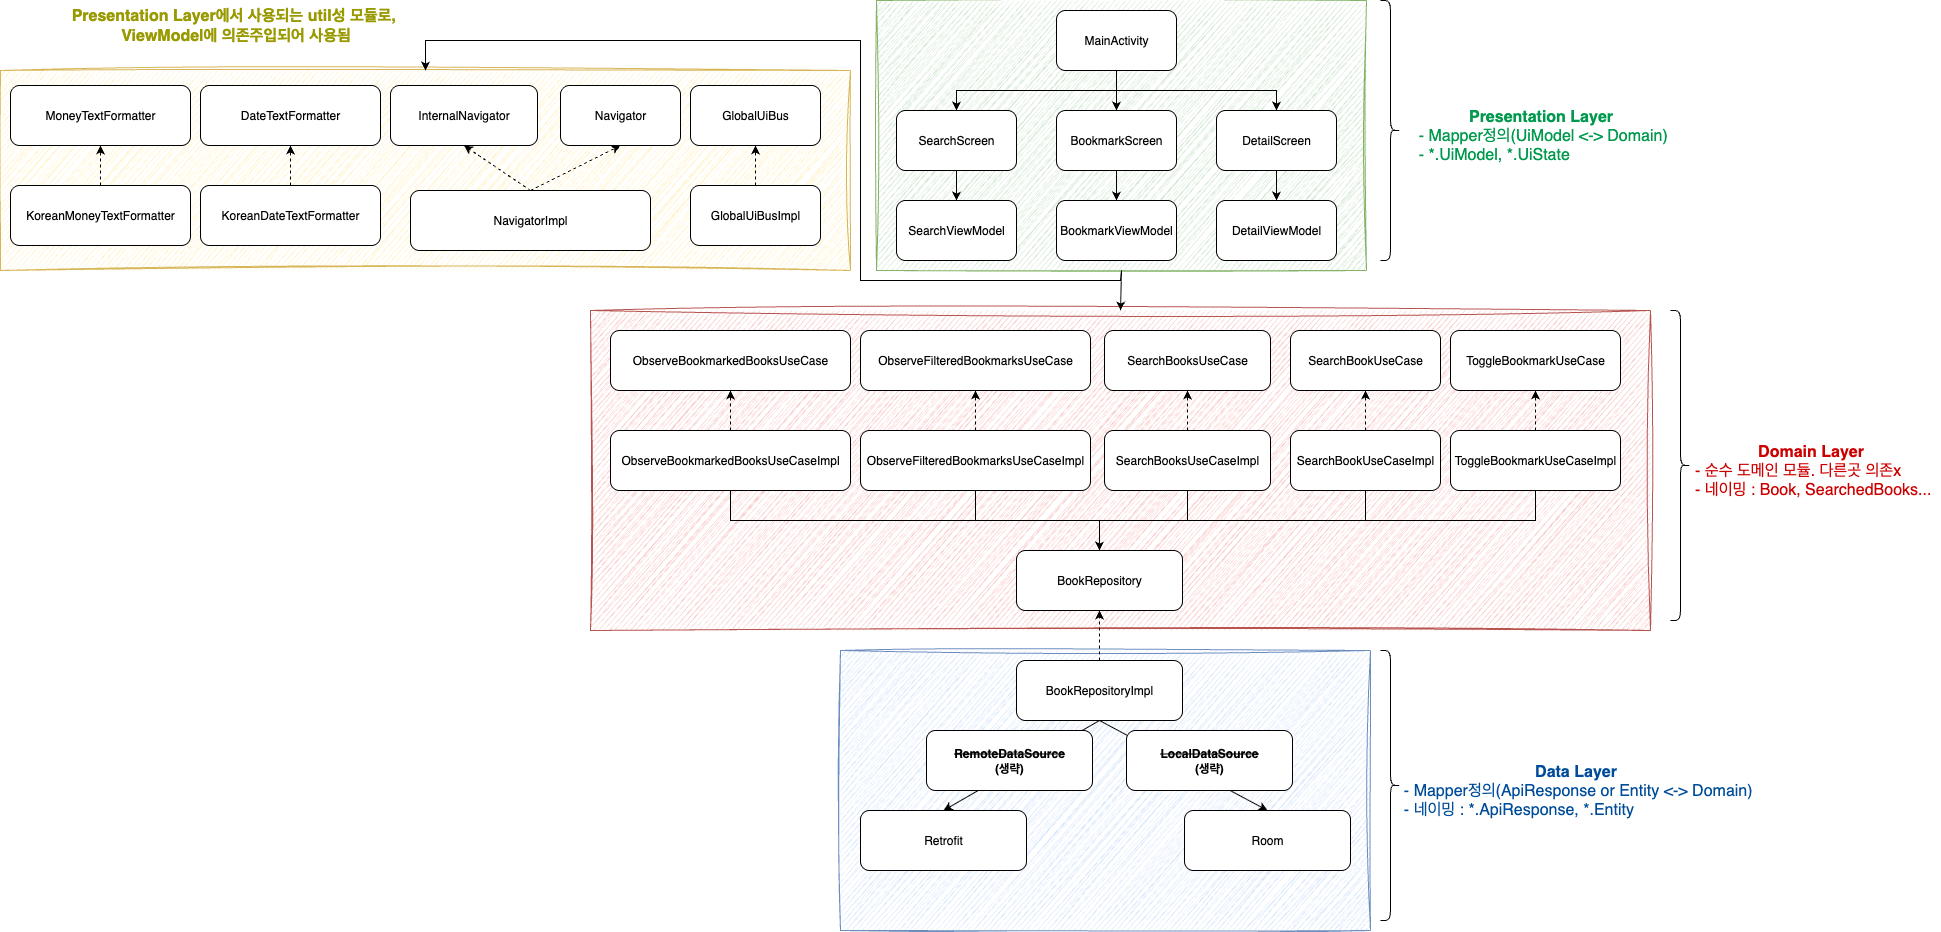 Presentation Layer에서 사용되는 util성 모듈로,
ViewModel에 의존주입되어 사용됨
MoneyTextFormatter
DateTextFormatter
InternalNavigator
Navigator
GlobalUiBus
KoreanMoneyTextFormatter
KoreanDateTextFormatter
NavigatorImpl
GlobalUiBusImpl
MainActivity
SearchScreen
BookmarkScreen
DetailScreen
SearchViewModel
BookmarkViewModel
DetailViewModel
Presentation Layer
- Mapper정의(UiModel <-> Domain)
- *.UiModel, *.UiState
ObserveBookmarkedBooksUseCase
ObserveFilteredBookmarksUseCase
SearchBooksUseCase
SearchBookUseCase
ToggleBookmarkUseCase
ObserveBookmarkedBooksUseCaseImpl
ObserveFilteredBookmarksUseCaseImpl
SearchBooksUseCaseImpl
SearchBookUseCaseImpl
ToggleBookmarkUseCaseImpl
BookRepository
Domain Layer
- 순수 도메인 모듈. 다른곳 의존x
- 네이밍 : Book, SearchedBooks...
BookRepositoryImpl
RemoteDataSource
(생략)
LocalDataSource
(생략)
Retrofit
Room
Data Layer
- Mapper정의(ApiResponse or Entity <-> Domain)
- 네이밍 : *.ApiResponse, *.Entity